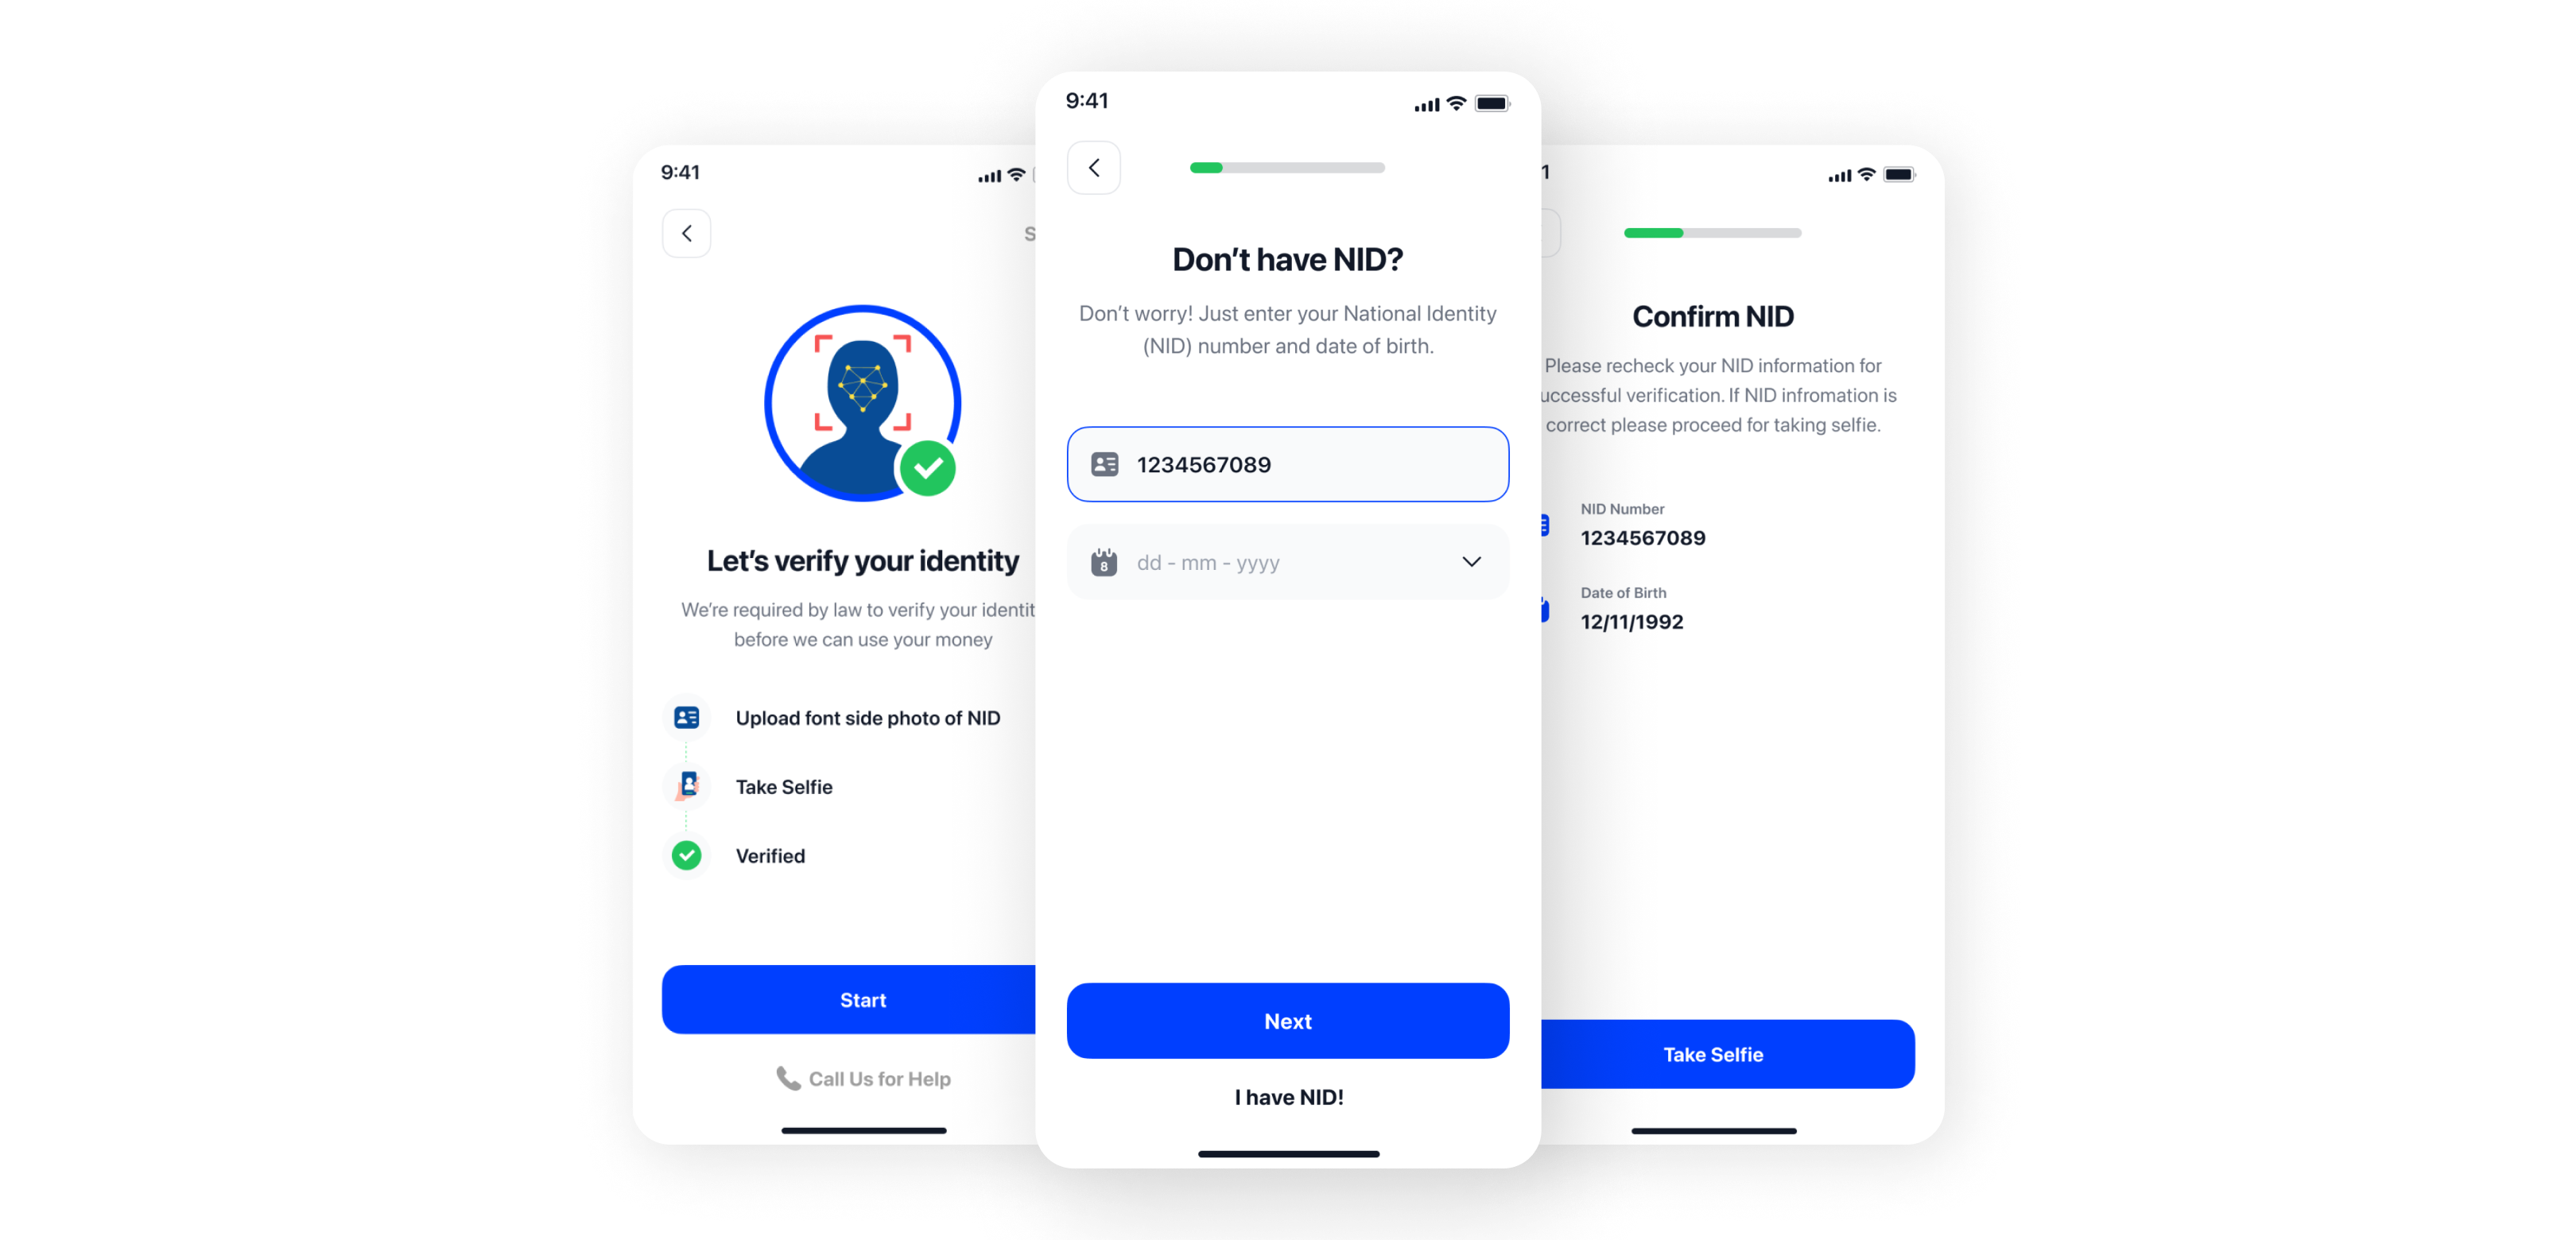 9:41
Let's verify your identity
We're required by law to verify your identit
before we can use your money
Upload font side photo of NID
Take Selfie
Verified
Start
Call Us for Help
9:41
Don't have NID?
Don't worry! Just enter your National Identity
(NID) number and date of birth.
1234567089
8
dd - mm - yyyy
Next
I have NID!
Confirm NID
Please recheck your NID information for
uccessful verification. If NID infromation is
correct please proceed for taking selfie.
NID Number
1234567089
Date of Birth
12/11/1992
Take Selfie